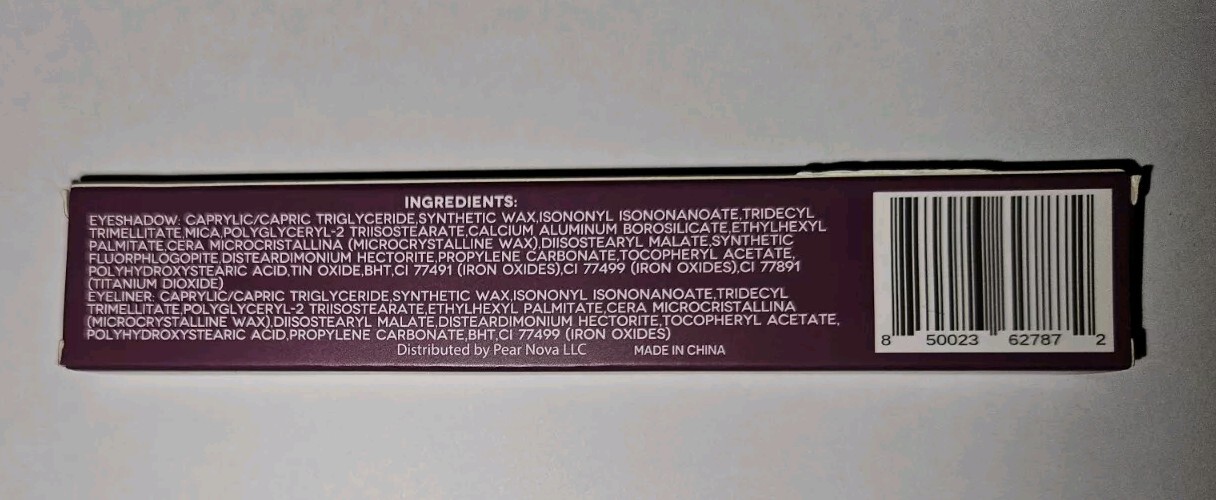 INGREDIENTS:
EYESHADOW: CAPRYLIC/CAPRIC TRIGLYCERIDE,SYNTHETIC WAX,ISONONYL ISONONANOATE,TRIDECYL
TRIMELLITATE,MICA,POLYGLYCERYL-2 TRIISOSTEARATE,CALCIUM ALUMINUM BOROSILICATE,ETHYLHEXYL
PALMITATE,CERA MICROCRISTALLINA (MICROCRYSTALLINE WAX),DIISOSTEARYL MALATE,SYNTHETIC
FLUORPHLOGOPITE,DISTEARDIMONIUM HECTORITE,PROPYLENE CARBONATE,TOCOPHERYL ACETATE,
POLYHYDROXYSTEARIC ACID,TIN OXIDE,BHT,CI 77491 (IRON OXIDES),CI 77499 (IRON OXIDES),CI 77891
(TITANIUM DIOXIDE)
EYELINER: CAPRYLIC/CAPRIC TRIGLYCERIDE,SYNTHETIC WAX,ISONONYL ISONONANOATE,TRIDECYL
TRIMELLITATE,POLYGLYCERYL-2 TRIISOSTEARATE,ETHYLHEXYL PALMITATE,CERA MICROCRISTALLINA
(MICROCRYSTALLINE WAX),DIISOSTEARYL MALATE,DISTEARDIMONIUM HECTORITE,TOCOPHERYL ACETATE,
POLYHYDROXYSTEARIC ACID,PROPYLENE CARBONATE,BHT,CI 77499 (IRON OXIDES)
Distributed by Pear Nova LLC MADE IN CHINA
8 50023 62787 2